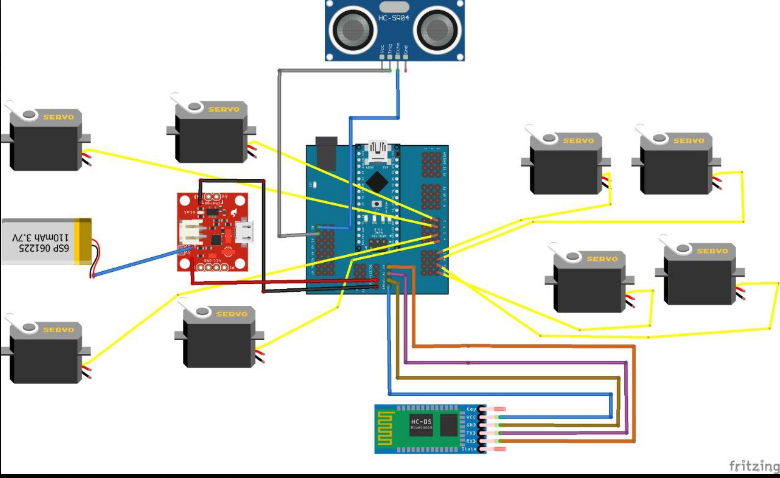 HC-SR04
Vcc
Trig
Echo
Gnd
SERVO
SERVO
SERVO
SERVO
6SP 061225
110mAh 3.7V
SERVO
SERVO
SERVO
SERVO
HC-05
Bluetooth
Key
VCC
GND
TXD
RXD
State
fritzing